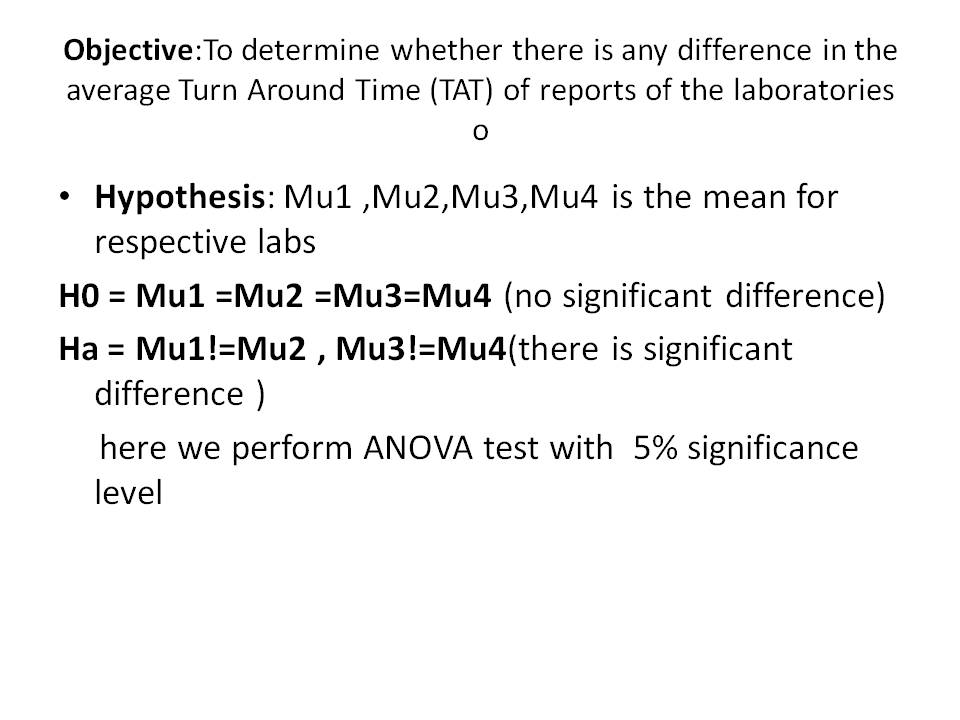 Objective:To determine whether there is any difference in the
average Turn Around Time (TAT) of reports of the laboratories
o
• Hypothesis: Mu1 ,Mu2,Mu3,Mu4 is the mean for
respective labs
H0 = Mu1 =Mu2 =Mu3=Mu4 (no significant difference)
Ha = Mu1!=Mu2 , Mu3!=Mu4(there is significant
difference )
here we perform ANOVA test with  5% significance
level